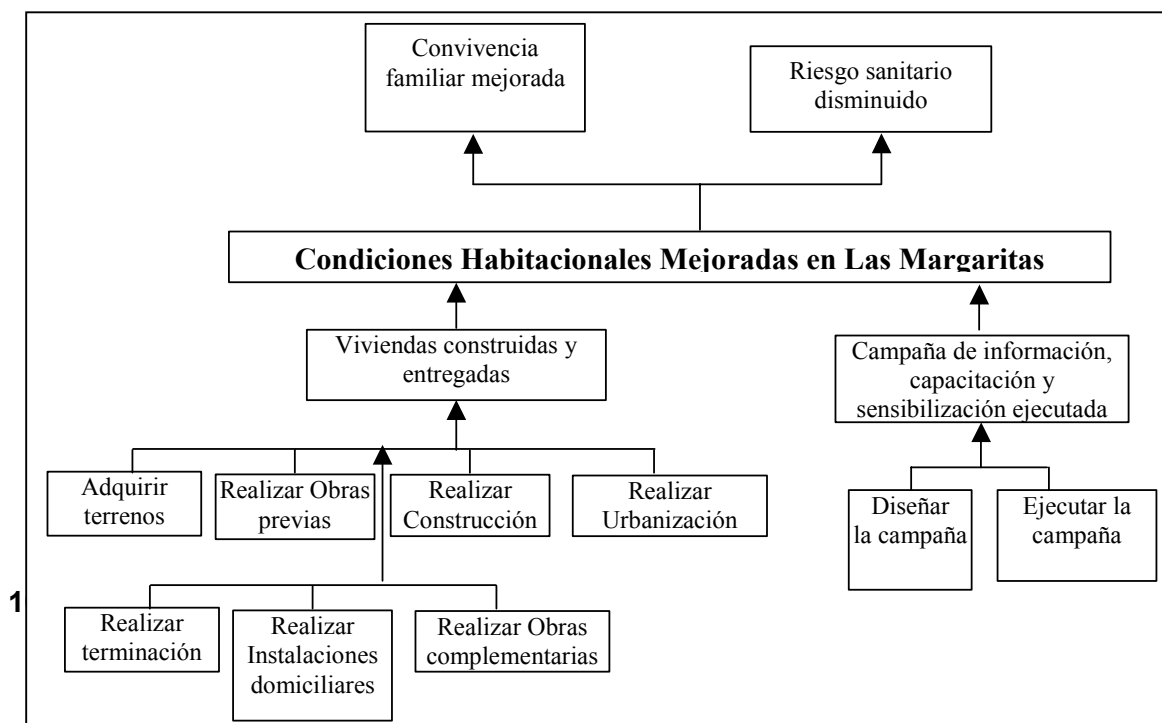 Convivencia
familiar mejorada
Riesgo sanitario
disminuido
Condiciones Habitacionales Mejoradas en Las Margaritas
Viviendas construidas y
entregadas
Campaña de información,
capacitación y
sensibilización ejecutada
Adquirir
terrenos
Realizar Obras
previas
Realizar
Construcción
Realizar
Urbanización
Diseñar
la campaña
Ejecutar la
campaña
1
Realizar
terminación
Realizar
Instalaciones
domiciliares
Realizar Obras
complementarias